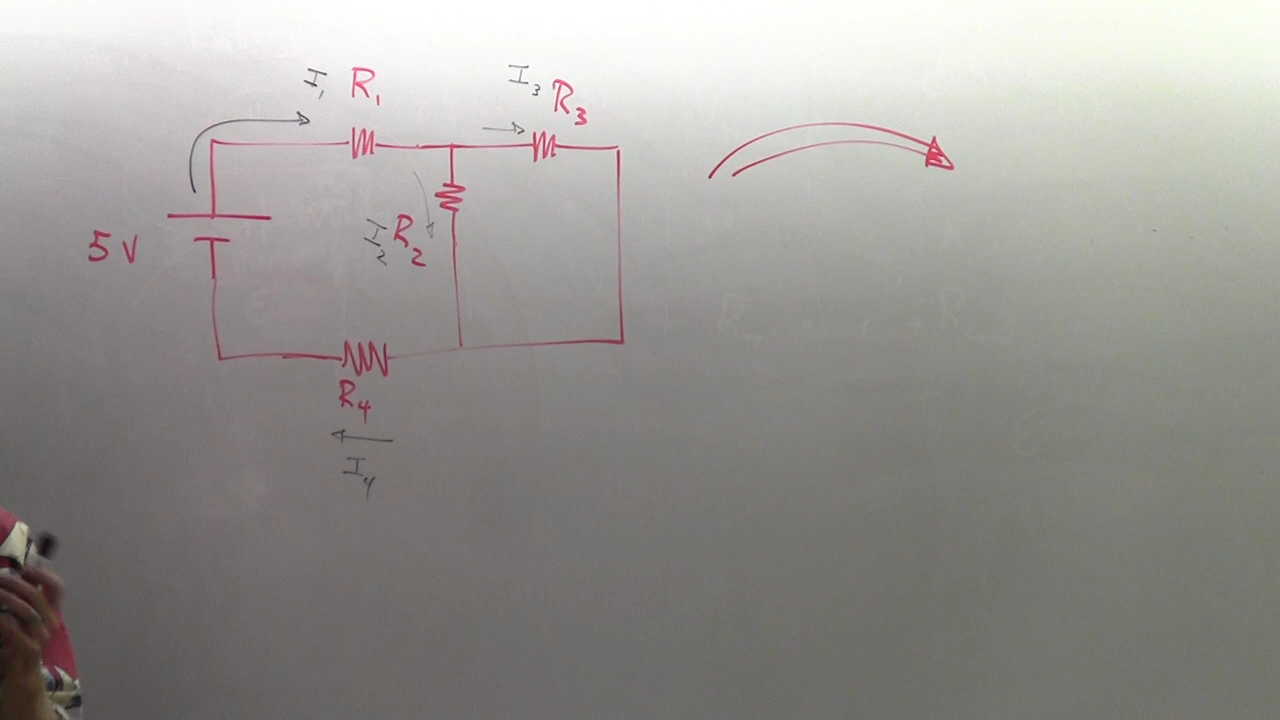 I₁ R₁
I₃ R₃
5 V
I₂ R₂
R₄
I₄